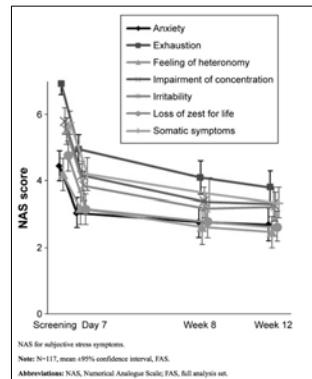 Anxiety
Exhaustion
Feeling of heteronomy
Impairment of concentration
Irritability
Loss of zest for life
Somatic symptoms
NAS score
6
4
2
0
Screening Day 7 Week 8 Week 12
NAS for subjective stress symptoms.
Note: N=117, mean ±95% confidence interval, FAS.
Abbreviations: NAS, Numerical Analogue Scale; FAS, full analysis set.